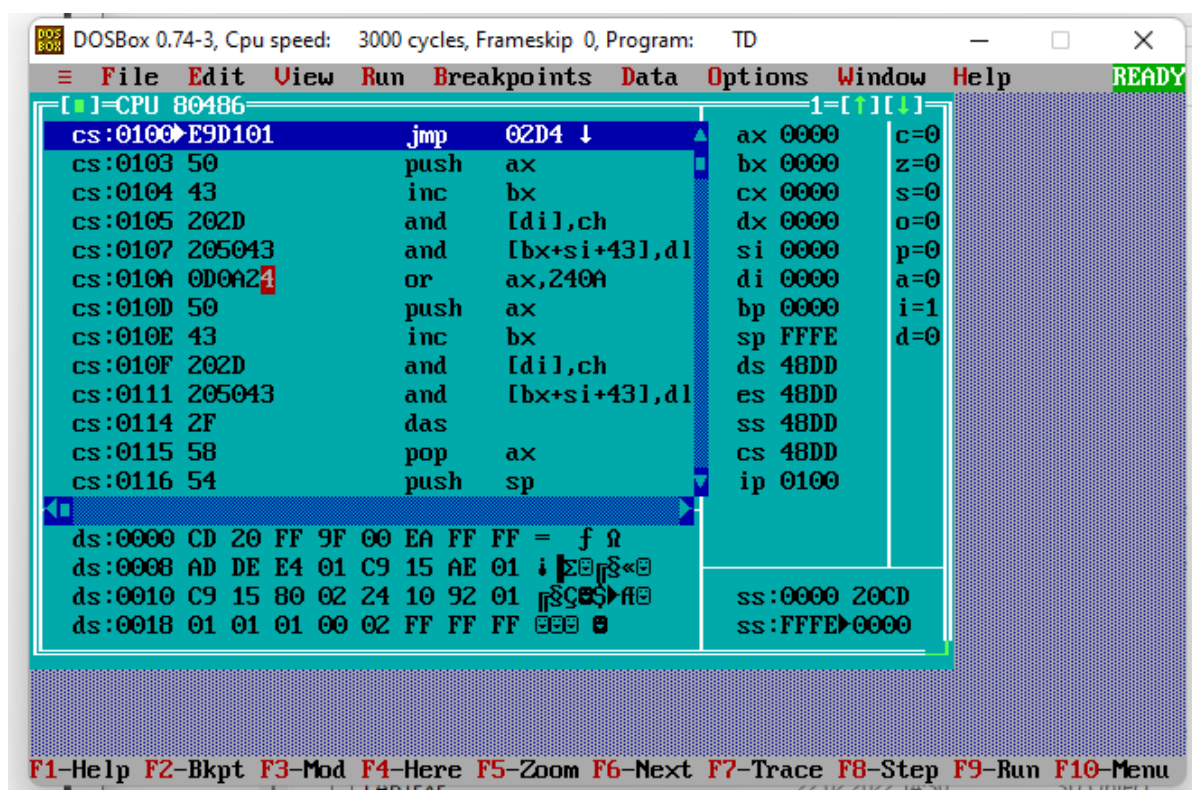 DOS BOX DOSBox 0.74-3, Cpu speed: 3000 cycles, Frameskip 0, Program: TD
≡ File Edit View Run Breakpoints Data Options Window Help READY
[■]=CPU 80486 1=[↑][↓]
cs:0100►E9D101 jmp 02D4 ↓ ax 0000 c=0
cs:0103 50 push ax bx 0000 z=0
cs:0104 43 inc bx cx 0000 s=0
cs:0105 202D and [di],ch dx 0000 o=0
cs:0107 205043 and [bx+si+43],dl si 0000 p=0
cs:010A 0D0A24 or ax,240A di 0000 a=0
cs:010D 50 push ax bp 0000 i=1
cs:010E 43 inc bx sp FFFE d=0
cs:010F 202D and [di],ch ds 48DD
cs:0111 205043 and [bx+si+43],dl es 48DD
cs:0114 2F das ss 48DD
cs:0115 58 pop ax cs 48DD
cs:0116 54 push sp ip 0100
ds:0000 CD 20 FF 9F 00 EA FF FF = ƒ Ω
ds:0008 AD DE E4 01 C9 15 AE 01 ¡▐Σ☺╔§«☺
ds:0010 C9 15 80 02 24 10 92 01 ╔§Ç☻$►Æ☺ ss:0000 20CD
ds:0018 01 01 01 00 02 FF FF FF ☺☺☺ ☻ ss:FFFE►0000
F1-Help F2-Bkpt F3-Mod F4-Here F5-Zoom F6-Next F7-Trace F8-Step F9-Run F10-Menu